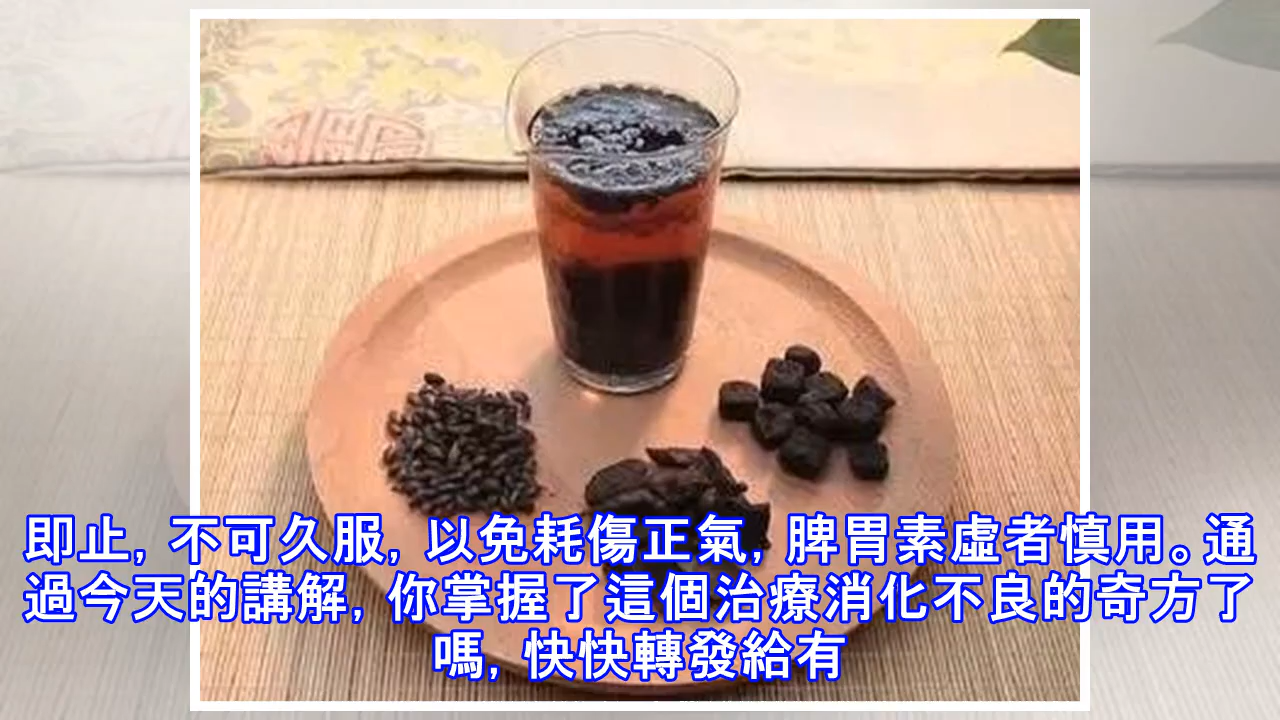 即止, 不可久服, 以免耗傷正氣, 脾胃素虛者慎用。通
過今天的講解, 你掌握了這個治療消化不良的奇方了
嗎, 快快轉發給有